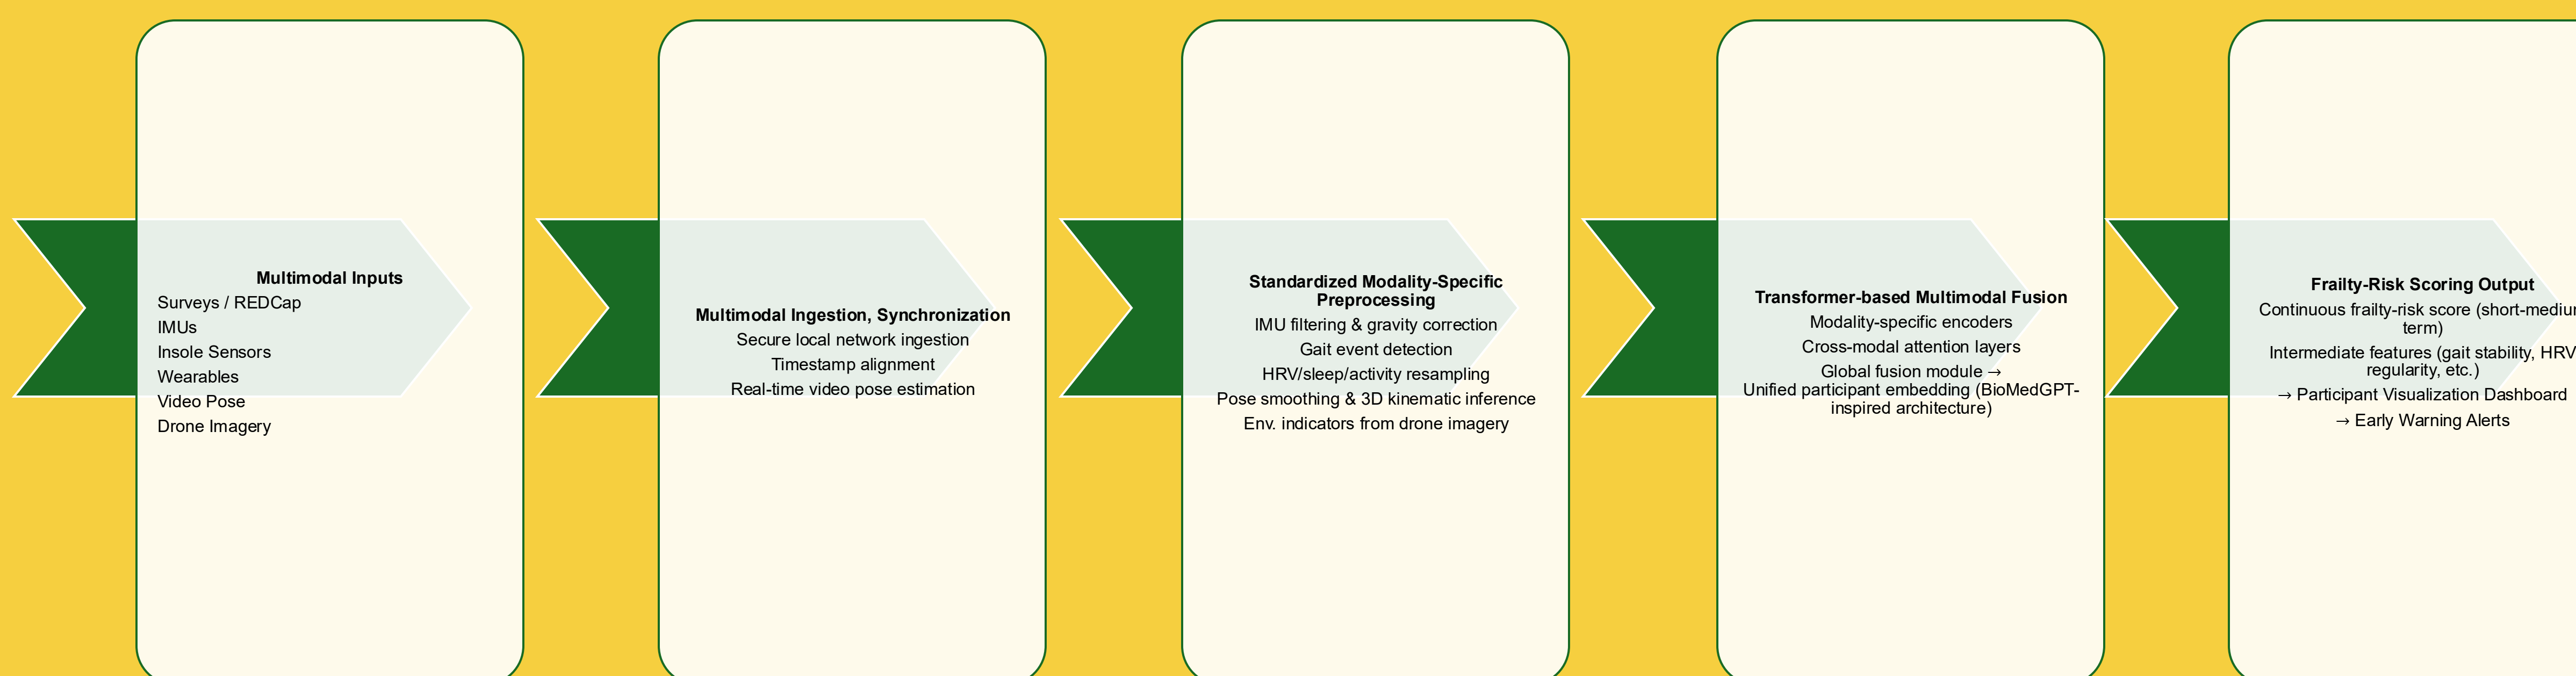 Multimodal Inputs
Surveys / REDCap
IMUs
Insole Sensors
Wearables
Video Pose
Drone Imagery
Multimodal Ingestion, Synchronization
Secure local network ingestion
Timestamp alignment
Real-time video pose estimation
Standardized Modality-Specific
Preprocessing
IMU filtering & gravity correction
Gait event detection
HRV/sleep/activity resampling
Pose smoothing & 3D kinematic inference
Env. indicators from drone imagery
Transformer-based Multimodal Fusion
Modality-specific encoders
Cross-modal attention layers
Global fusion module →
Unified participant embedding (BioMedGPT-
inspired architecture)
Frailty-Risk Scoring Output
Continuous frailty-risk score (short-medium
term)
Intermediate features (gait stability, HRV
regularity, etc.)
→ Participant Visualization Dashboard
→ Early Warning Alerts